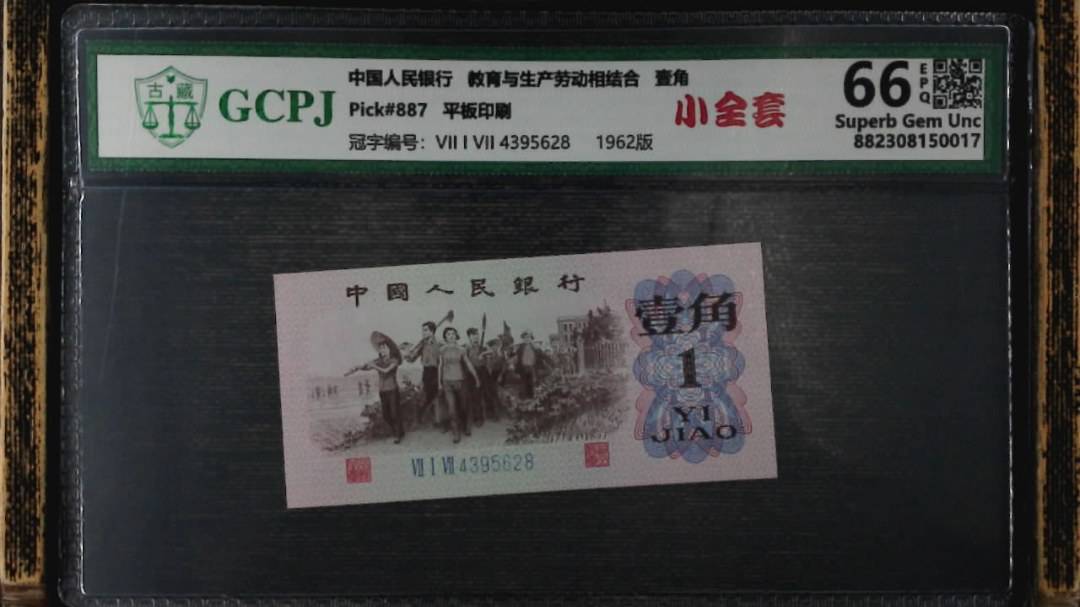 古 藏
GCPJ
中国人民银行 教育与生产劳动相结合 壹角
Pick#887 平板印刷
冠字编号：VII I VII 4395628 1962版
小全套
66 EPQ
Superb Gem Unc
882308150017
中國人民銀行
壹角
1
YI
JIAO
VII I VII 4395628